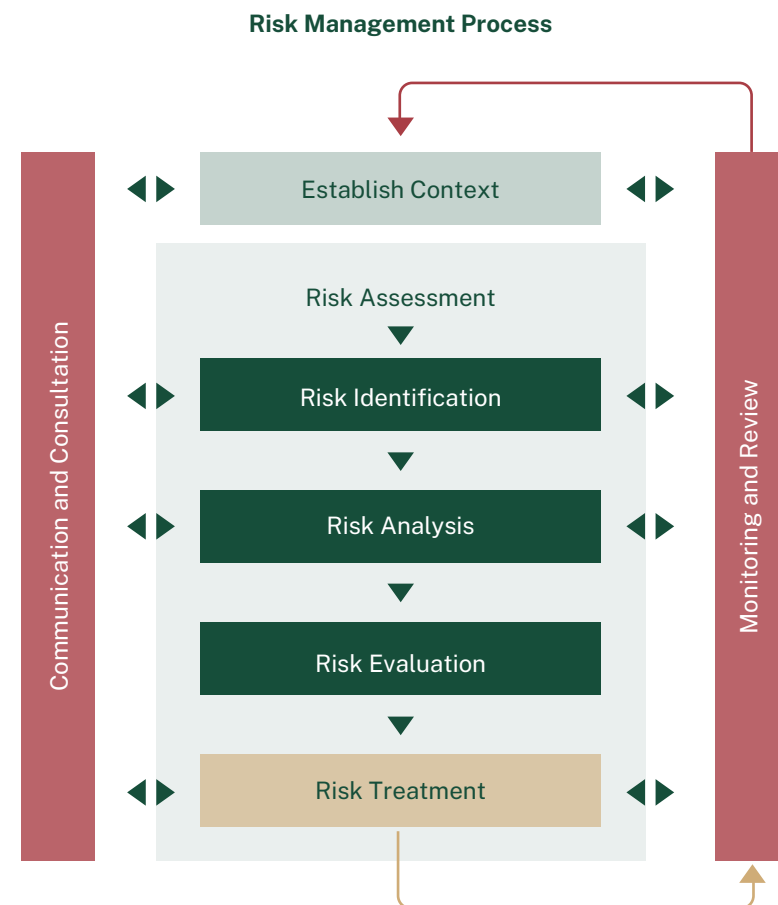 Risk Management Process
Establish Context
Risk Assessment
Risk Identification
Risk Analysis
Risk Evaluation
Risk Treatment
Communication and Consultation
Monitoring and Review